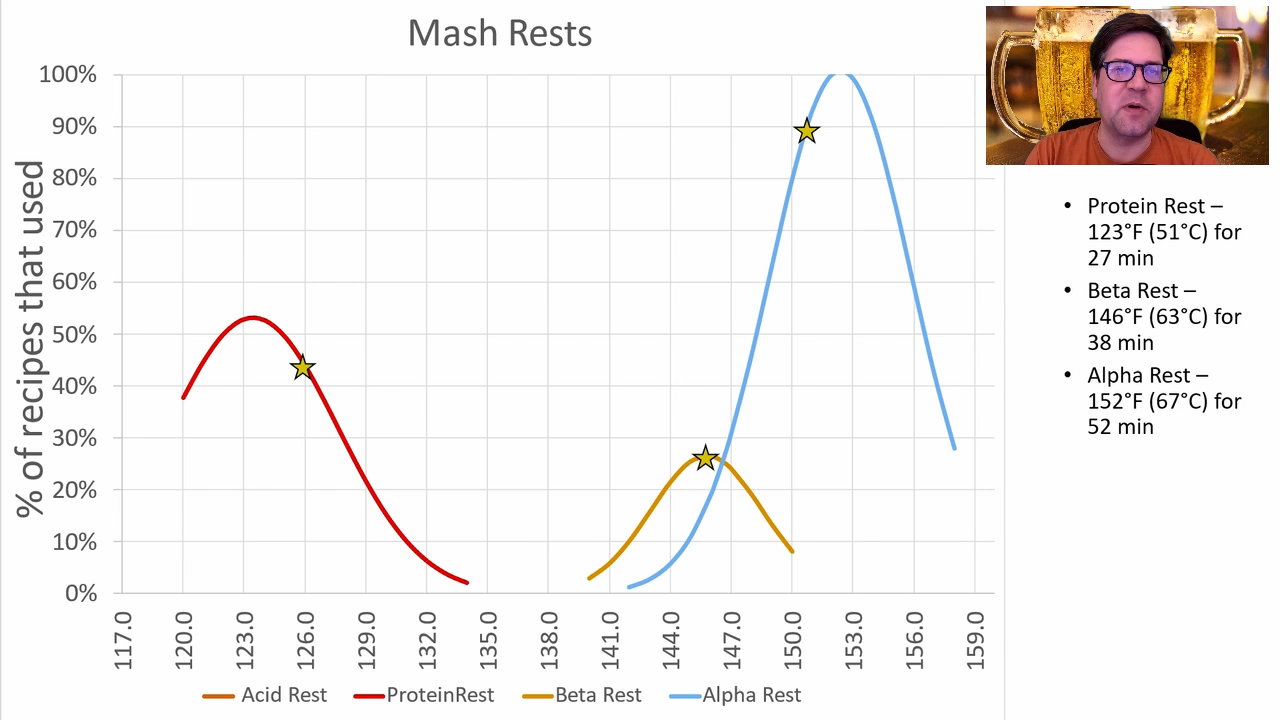 Mash Rests
% of recipes that used
100%
90%
80%
70%
60%
50%
40%
30%
20%
10%
0%
117.0
120.0
123.0
126.0
129.0
132.0
135.0
138.0
141.0
144.0
147.0
150.0
153.0
156.0
159.0
Acid Rest
ProteinRest
Beta Rest
Alpha Rest
• Protein Rest –
123°F (51°C) for
27 min
• Beta Rest –
146°F (63°C) for
38 min
• Alpha Rest –
152°F (67°C) for
52 min